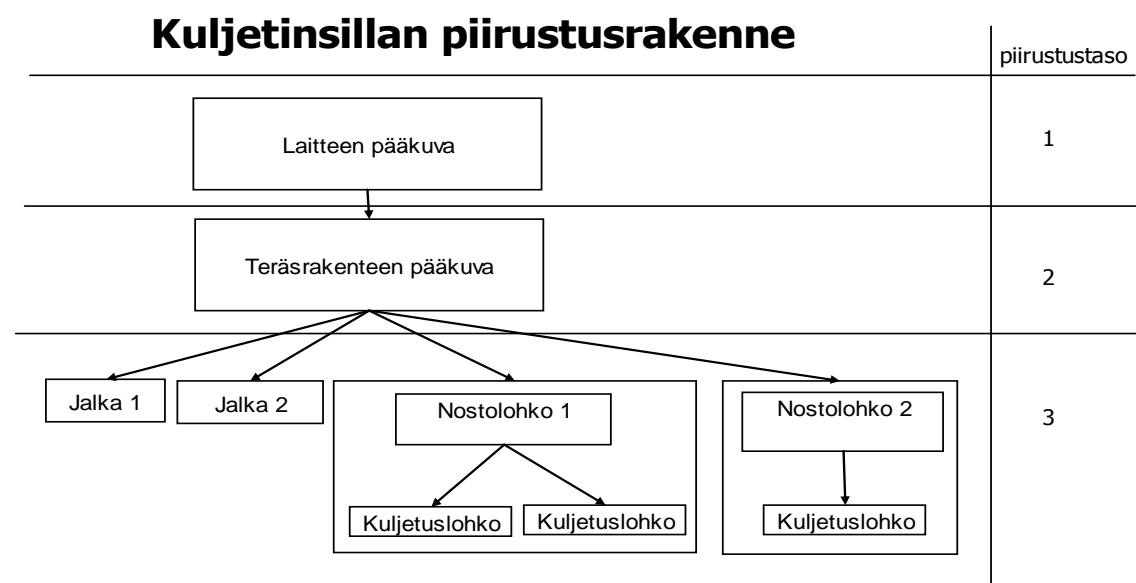 Kuljetinsillan piirustusrakenne
piirustustaso
Laitteen pääkuva
1
Teräsrakenteen pääkuva
2
Jalka 1
Jalka 2
Nostolohko 1
Nostolohko 2
3
Kuljetuslohko
Kuljetuslohko
Kuljetuslohko